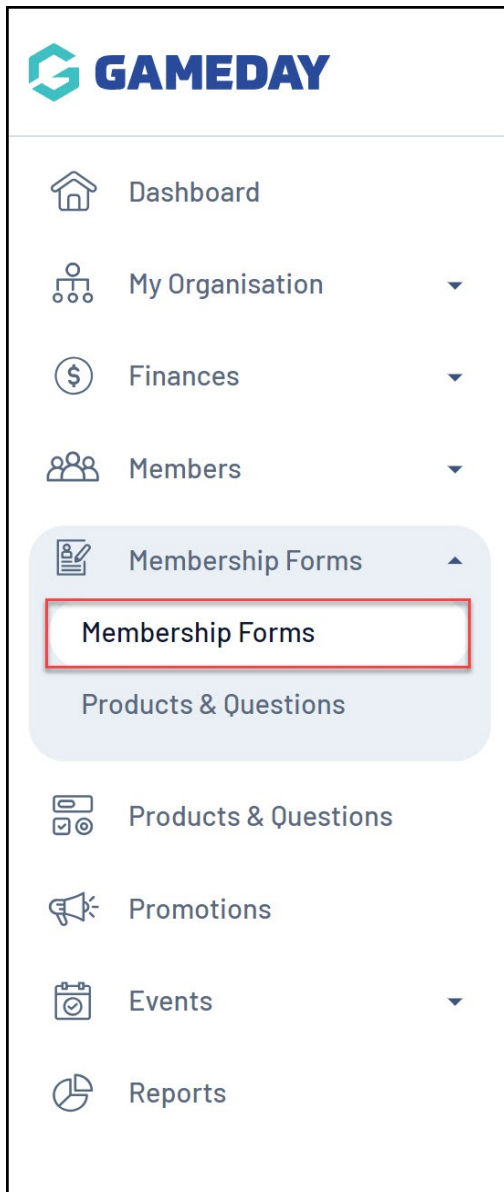 GAMEDAY
Dashboard
My Organisation
Finances
Members
Membership Forms
Membership Forms
Products & Questions
Products & Questions
Promotions
Events
Reports